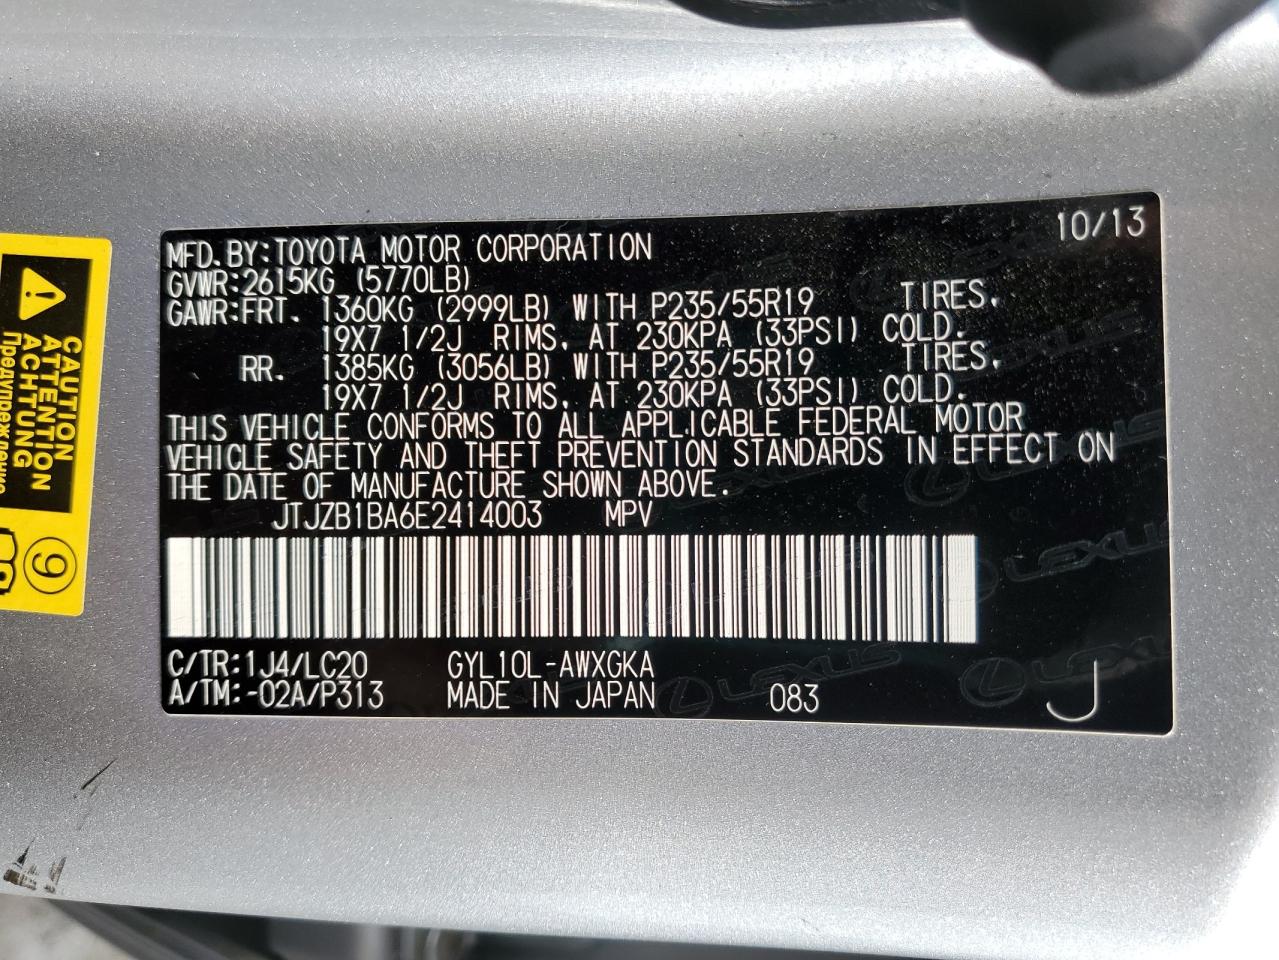 10/13
MFD.BY:TOYOTA MOTOR CORPORATION
GVWR:2615KG (5770LB)
GAWR:FRT. 1360KG (2999LB) WITH P235/55R19 TIRES,
19X7 1/2J RIMS, AT 230KPA (33PSI) COLD.
RR. 1385KG (3056LB) WITH P235/55R19 TIRES,
19X7 1/2J RIMS, AT 230KPA (33PSI) COLD.
THIS VEHICLE CONFORMS TO ALL APPLICABLE FEDERAL MOTOR
VEHICLE SAFETY AND THEFT PREVENTION STANDARDS IN EFFECT ON
THE DATE OF MANUFACTURE SHOWN ABOVE.
JTJZB1BA6E2414003 MPV
C/TR:1J4/LC20 GYL10L-AWXGKA
A/TM:-02A/P313 MADE IN JAPAN 083 J
CAUTION
ATTENTION
ACHTUNG
9
LEXUS
LEXUS
LEXUS